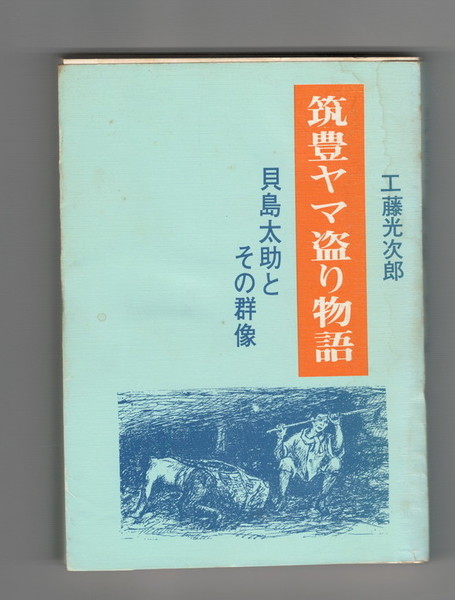 工藤光次郎
筑豊ヤマ盗り物語
貝島太助と
その群像